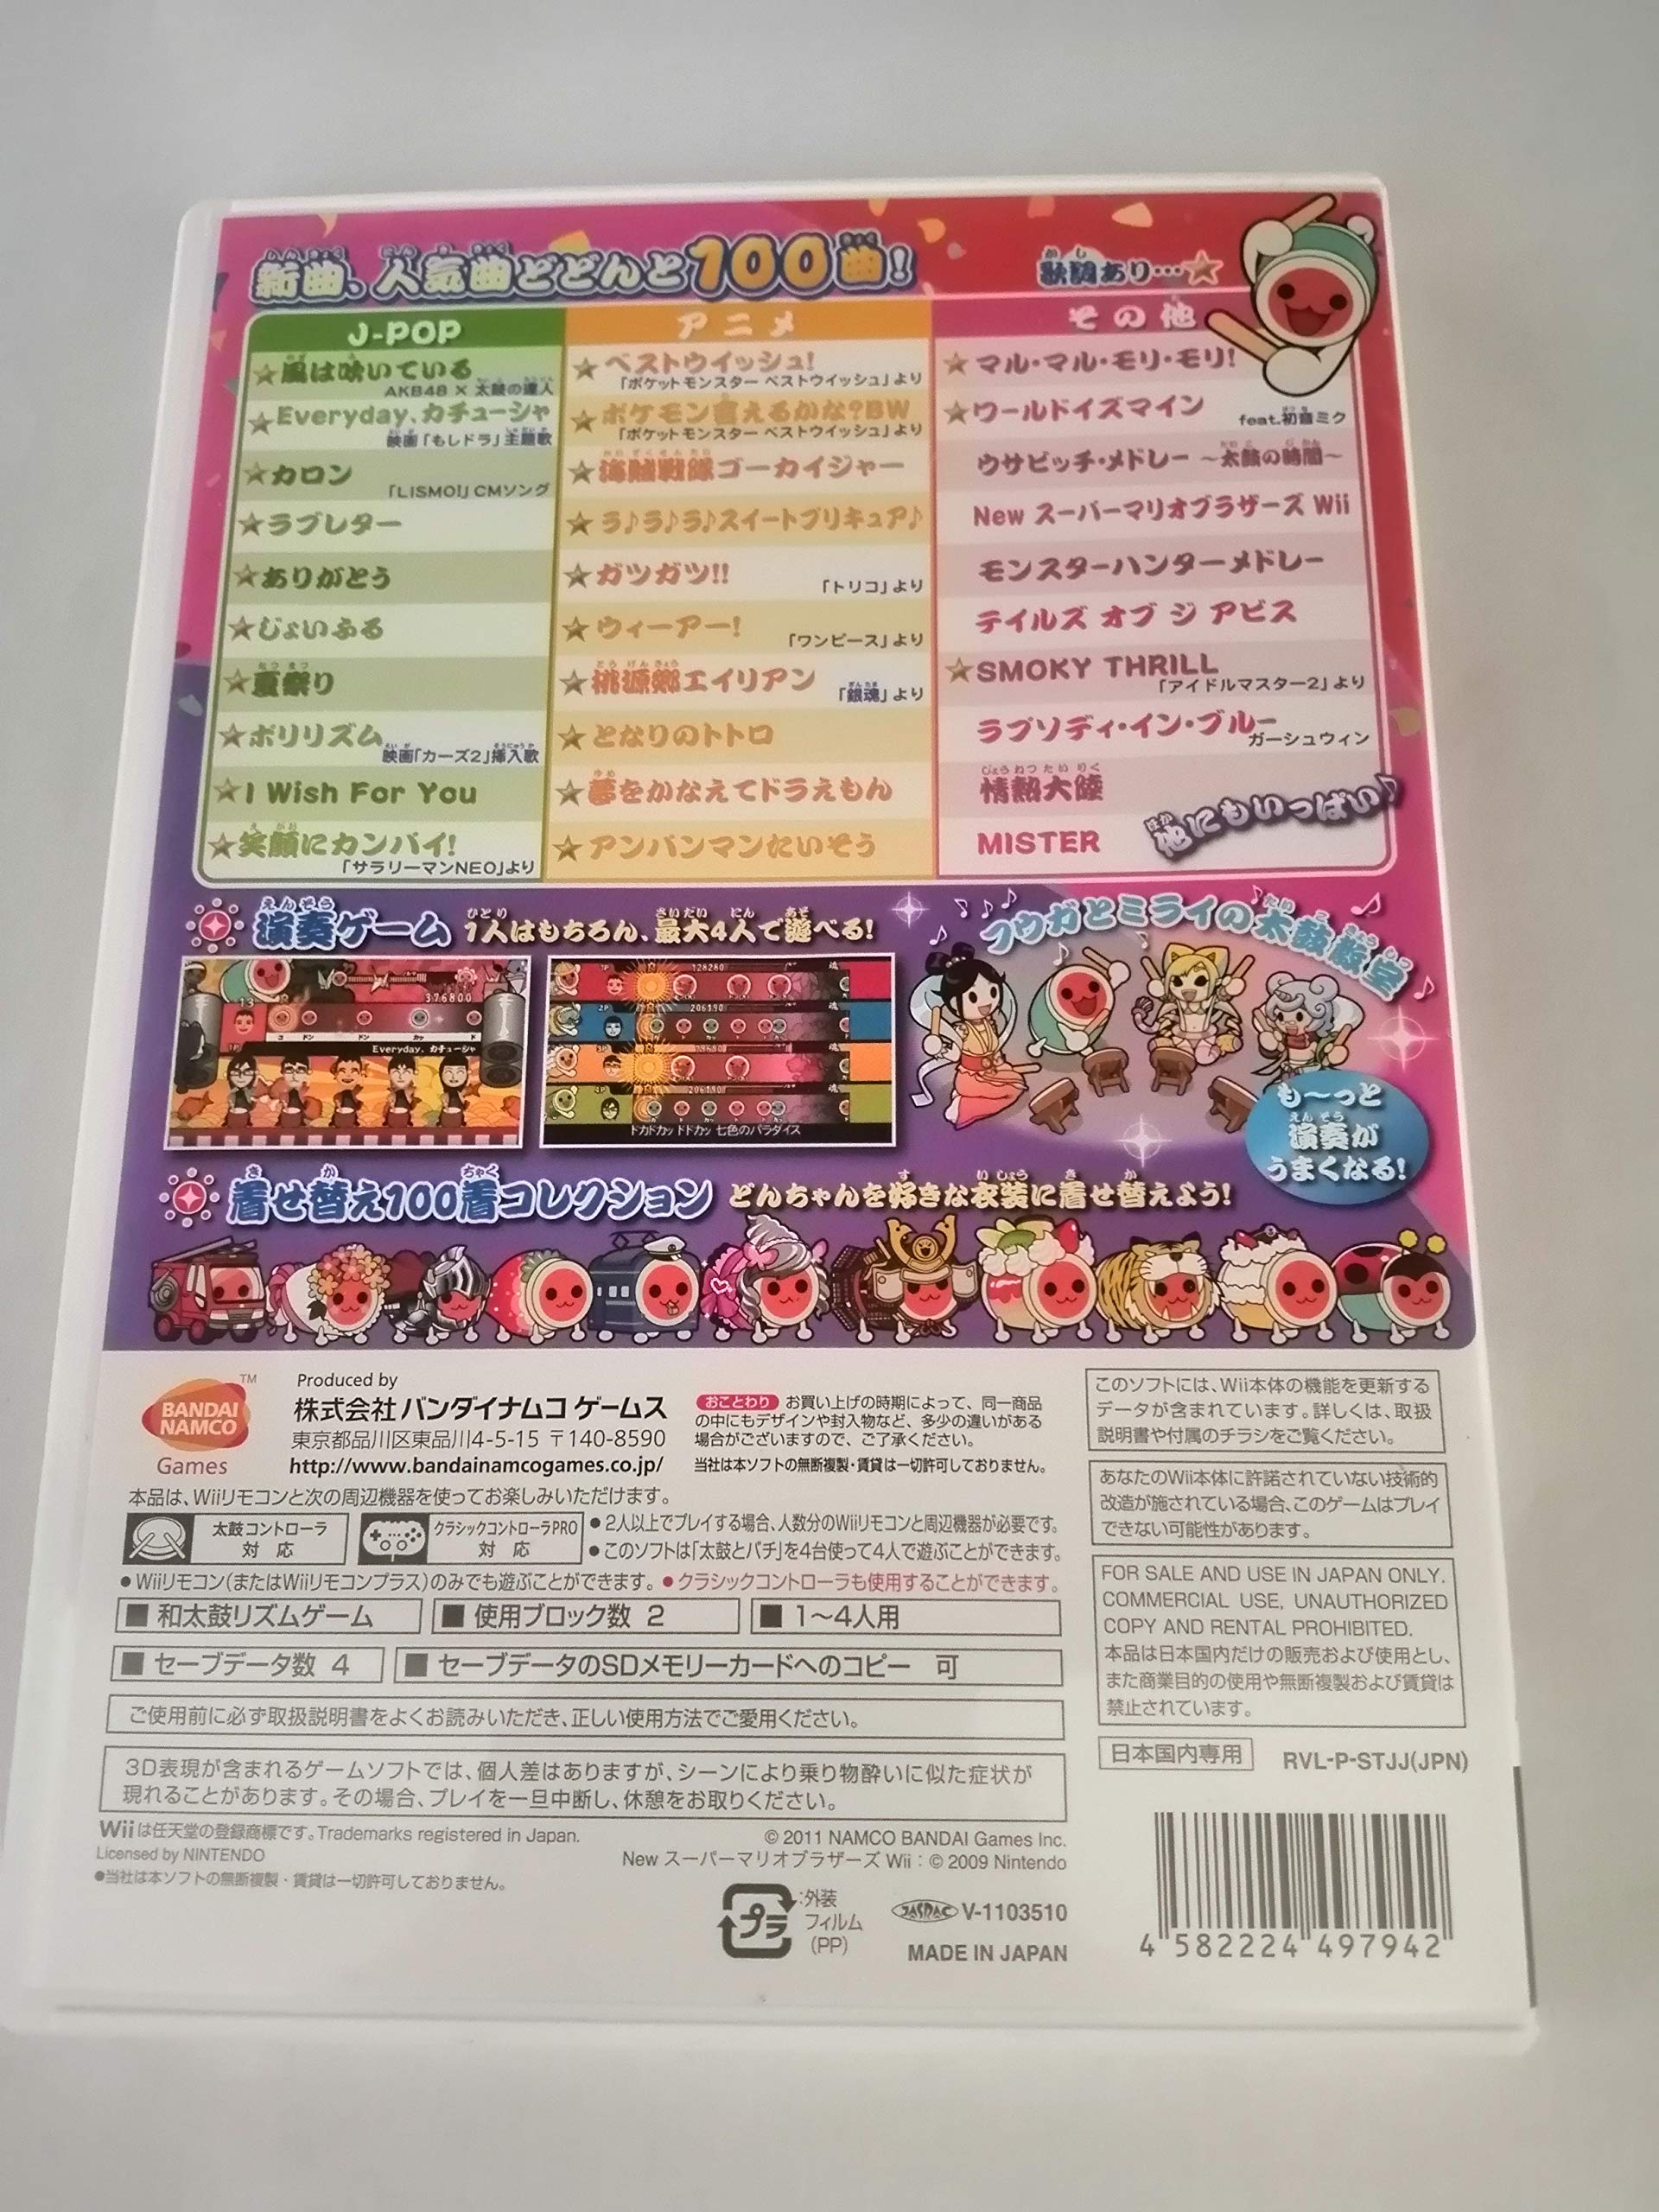 新曲、人気曲どどんと100曲!
歌詞あり…★
J-POP
★風は吹いている
AKB48 × 太鼓の達人
★Everyday、カチューシャ
映画「もしドラ」主題歌
★カロン
「LISMO!」CMソング
★ラブレター
★ありがとう
★じょいふる
★夏祭り
★ポリリズム
映画「カーズ2」挿入歌
★I Wish For You
★笑顔にカンパイ!
「サラリーマンNEO」より
アニメ
★ベストウイッシュ!
「ポケットモンスター ベストウイッシュ」より
★ポケモン言えるかな?BW
「ポケットモンスター ベストウイッシュ」より
★海賊戦隊ゴーカイジャー
★ラ♪ラ♪ラ♪スイートプリキュア♪
★ガツガツ!!
「トリコ」より
★ウィーアー!
「ワンピース」より
★桃源郷エイリアン
「銀魂」より
★となりのトトロ
★夢をかなえてドラえもん
★アンパンマンたいそう
その他
★マル・マル・モリ・モリ!
★ワールドイズマイン
feat.初音ミク
ウサビッチ・メドレー ～太鼓の時間～
New スーパーマリオブラザーズ Wii
モンスターハンターメドレー
テイルズ オブ ジ アビス
★SMOKY THRILL
「アイドルマスター2」より
ラプソディ・イン・ブルー
ガーシュウィン
情熱大陸
MISTER
他にもいっぱい♪
演奏ゲーム 1人はもちろん、最大4人で遊べる!
376800
Everyday、カチューシャ
128280
206190
206190
ドカドカッ ドドカッ 七色のパラダイス
フウガとミライの太鼓教室
も～っと
演奏が
うまくなる!
着せ替え100着コレクション どんちゃんを好きな衣装に着せ替えよう!
BANDAI
NAMCO
Games
TM
Produced by
株式会社 バンダイナムコ ゲームス
東京都品川区東品川4-5-15 〒140-8590
http://www.bandainamcogames.co.jp/
おことわり お買い上げの時期によって、同一商品
の中にもデザインや封入物など、多少の違いがある
場合がございますので、ご了承ください。
当社は本ソフトの無断複製・賃貸は一切許可しておりません。
このソフトには、Wii本体の機能を更新する
データが含まれています。詳しくは、取扱
説明書や付属のチラシをご覧ください。
あなたのWii本体に許諾されていない技術的
改造が施されている場合、このゲームはプレイ
できない可能性があります。
本品は、Wiiリモコンと次の周辺機器を使ってお楽しみいただけます。
太鼓コントローラ
対応
クラシックコントローラPRO
対応
●2人以上でプレイする場合、人数分のWiiリモコンと周辺機器が必要です。
●このソフトは「太鼓とバチ」を4台使って4人で遊ぶことができます。
●Wiiリモコン(またはWiiリモコンプラス)のみでも遊ぶことができます。●クラシックコントローラも使用することができます。
■ 和太鼓リズムゲーム
■ 使用ブロック数 2
■ 1～4人用
■ セーブデータ数 4
■ セーブデータのSDメモリーカードへのコピー 可
ご使用前に必ず取扱説明書をよくお読みいただき、正しい使用方法でご愛用ください。
3D表現が含まれるゲームソフトでは、個人差はありますが、シーンにより乗り物酔いに似た症状が
現れることがあります。その場合、プレイを一旦中断し、休憩をお取りください。
FOR SALE AND USE IN JAPAN ONLY.
COMMERCIAL USE, UNAUTHORIZED
COPY AND RENTAL PROHIBITED.
本品は日本国内だけの販売および使用とし、
また商業目的の使用や無断複製および賃貸は
禁止されています。
日本国内専用
RVL-P-STJJ(JPN)
Wiiは任天堂の登録商標です。Trademarks registered in Japan.
Licensed by NINTENDO
●当社は本ソフトの無断複製・賃貸は一切許可しておりません。
© 2011 NAMCO BANDAI Games Inc.
New スーパーマリオブラザーズ Wii : © 2009 Nintendo
プラ
:外装
フィルム
(PP)
JASRAC V-1103510
MADE IN JAPAN
4 582224 497942